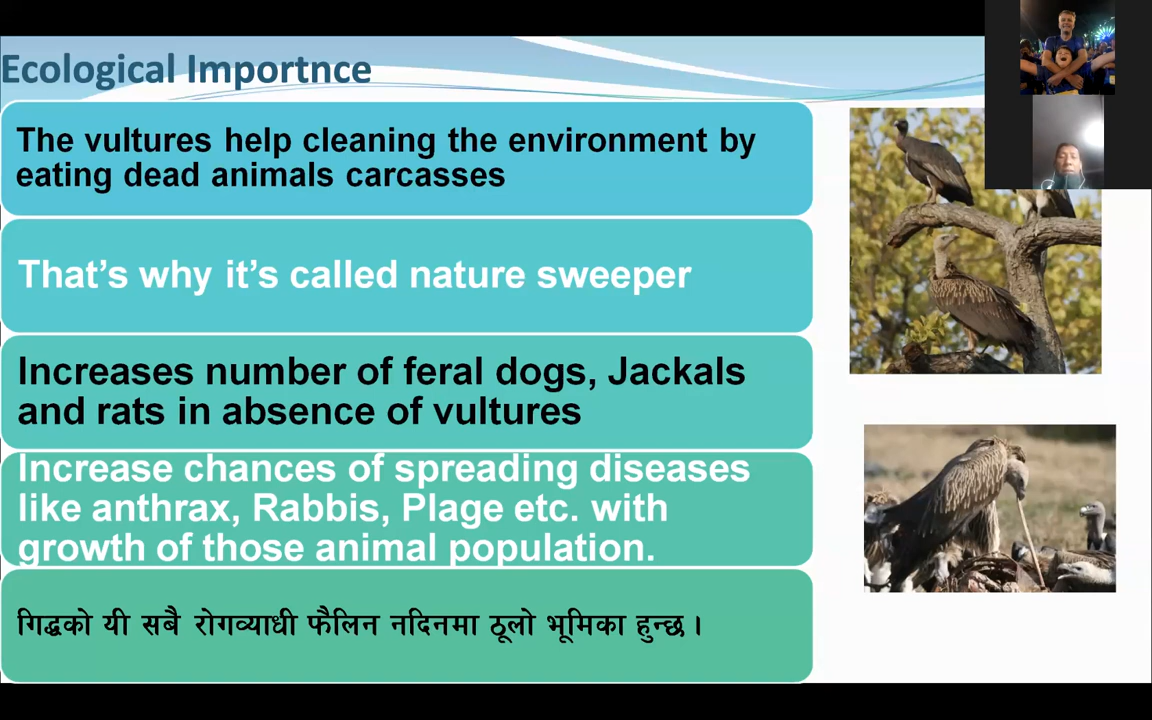 Ecological Importnce
The vultures help cleaning the environment by
eating dead animals carcasses
That’s why it’s called nature sweeper
Increases number of feral dogs, Jackals
and rats in absence of vultures
Increase chances of spreading diseases
like anthrax, Rabbis, Plage etc. with
growth of those animal population.
गिद्धको यी सबै रोगव्याधी फैलिन नदिनमा ठूलो भूमिका हुन्छ ।